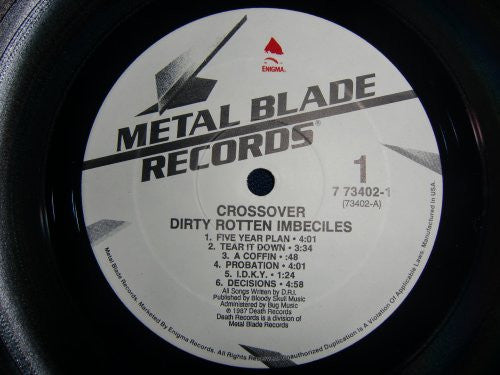 ENIGMA.
METAL BLADE
RECORDS®
1
7 73402-1
(73402-A)
CROSSOVER
DIRTY ROTTEN IMBECILES
1. FIVE YEAR PLAN • 4:01
2. TEAR IT DOWN • 3:34
3. A COFFIN • :48
4. PROBATION • 4:01
5. I.D.K.Y. • 1:24
6. DECISIONS • 4:58
All Songs Written by D.R.I.
Published by Bloody Skull Music
Administered by Bug Music
℗ 1987 Death Records
Death Records is a division of
Metal Blade Records
Metal Blade Records. Marketed By Enigma Records. All Rights Reserved. Unauthorized Duplication Is A Violation Of Applicable Laws. Manufactured In USA.